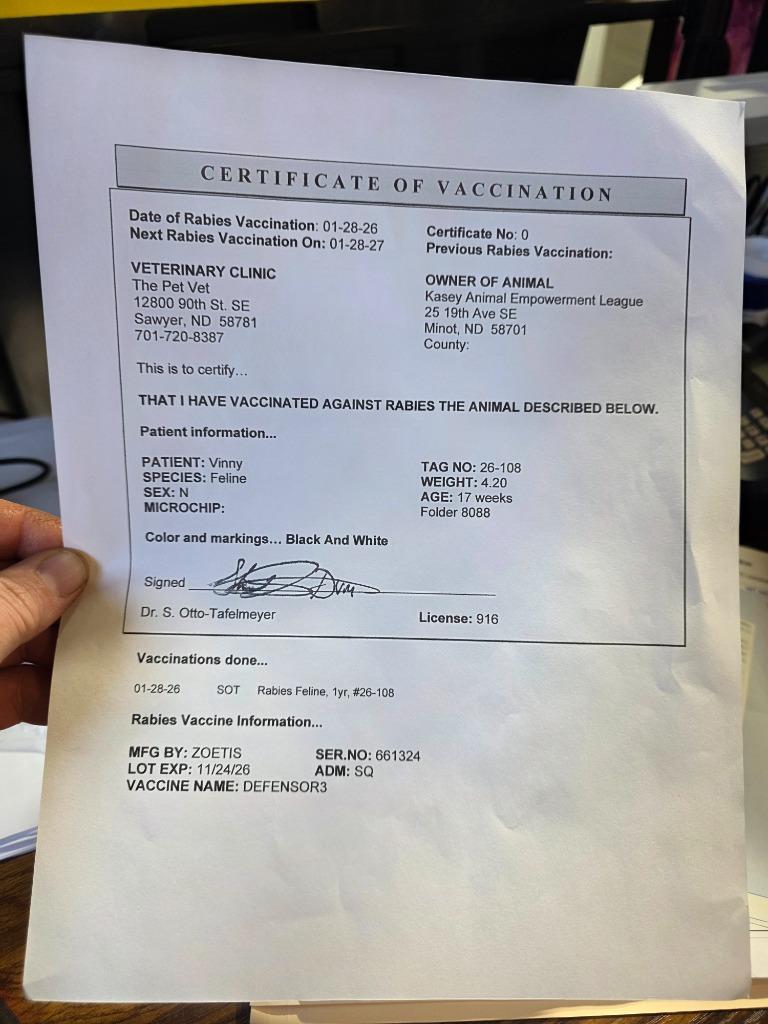 CERTIFICATE OF VACCINATION
Date of Rabies Vaccination: 01-28-26
Next Rabies Vaccination On: 01-28-27
Certificate No: 0
Previous Rabies Vaccination:
VETERINARY CLINIC
The Pet Vet
12800 90th St. SE
Sawyer, ND 58781
701-720-8387
OWNER OF ANIMAL
Kasey Animal Empowerment League
25 19th Ave SE
Minot, ND 58701
County:
This is to certify...
THAT I HAVE VACCINATED AGAINST RABIES THE ANIMAL DESCRIBED BELOW.
Patient information...
PATIENT: Vinny
SPECIES: Feline
SEX: N
MICROCHIP:
TAG NO: 26-108
WEIGHT: 4.20
AGE: 17 weeks
Folder 8088
Color and markings... Black And White
Signed
Dr. S. Otto-Tafelmeyer
License: 916
Vaccinations done...
01-28-26 SOT Rabies Feline, 1yr, #26-108
Rabies Vaccine Information...
MFG BY: ZOETIS
LOT EXP: 11/24/26
VACCINE NAME: DEFENSOR3
SER.NO: 661324
ADM: SQ